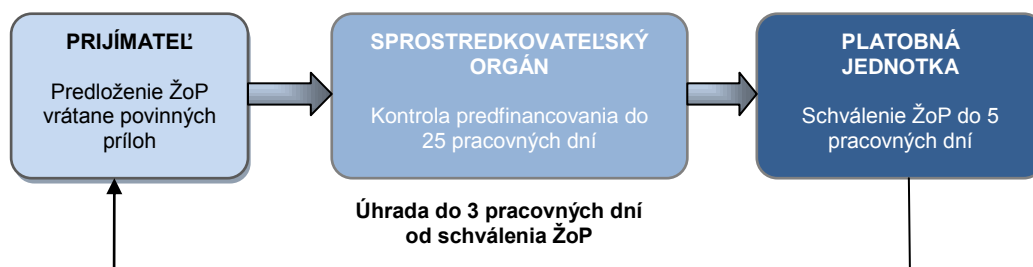 PRIJÍMATEĽ
Predloženie ŽoP
vrátane povinných
príloh
SPROSTREDKOVATEĽSKÝ
ORGÁN
Kontrola predfinancovania do
25 pracovných dní
PLATOBNÁ
JEDNOTKA
Schválenie ŽoP do 5
pracovných dní
Úhrada do 3 pracovných dní
od schválenia ŽoP